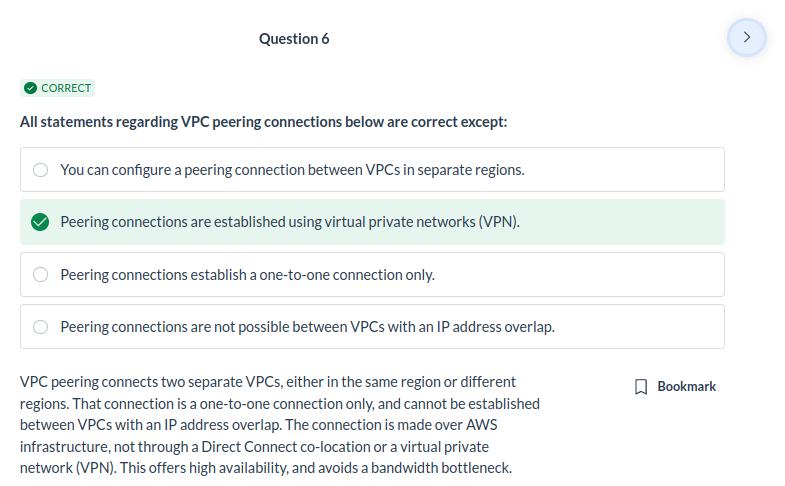 Question 6
CORRECT
All statements regarding VPC peering connections below are correct except:
You can configure a peering connection between VPCs in separate regions.
Peering connections are established using virtual private networks (VPN).
Peering connections establish a one-to-one connection only.
Peering connections are not possible between VPCs with an IP address overlap.
VPC peering connects two separate VPCs, either in the same region or different
regions. That connection is a one-to-one connection only, and cannot be established
between VPCs with an IP address overlap. The connection is made over AWS
infrastructure, not through a Direct Connect co-location or a virtual private
network (VPN). This offers high availability, and avoids a bandwidth bottleneck.
Bookmark